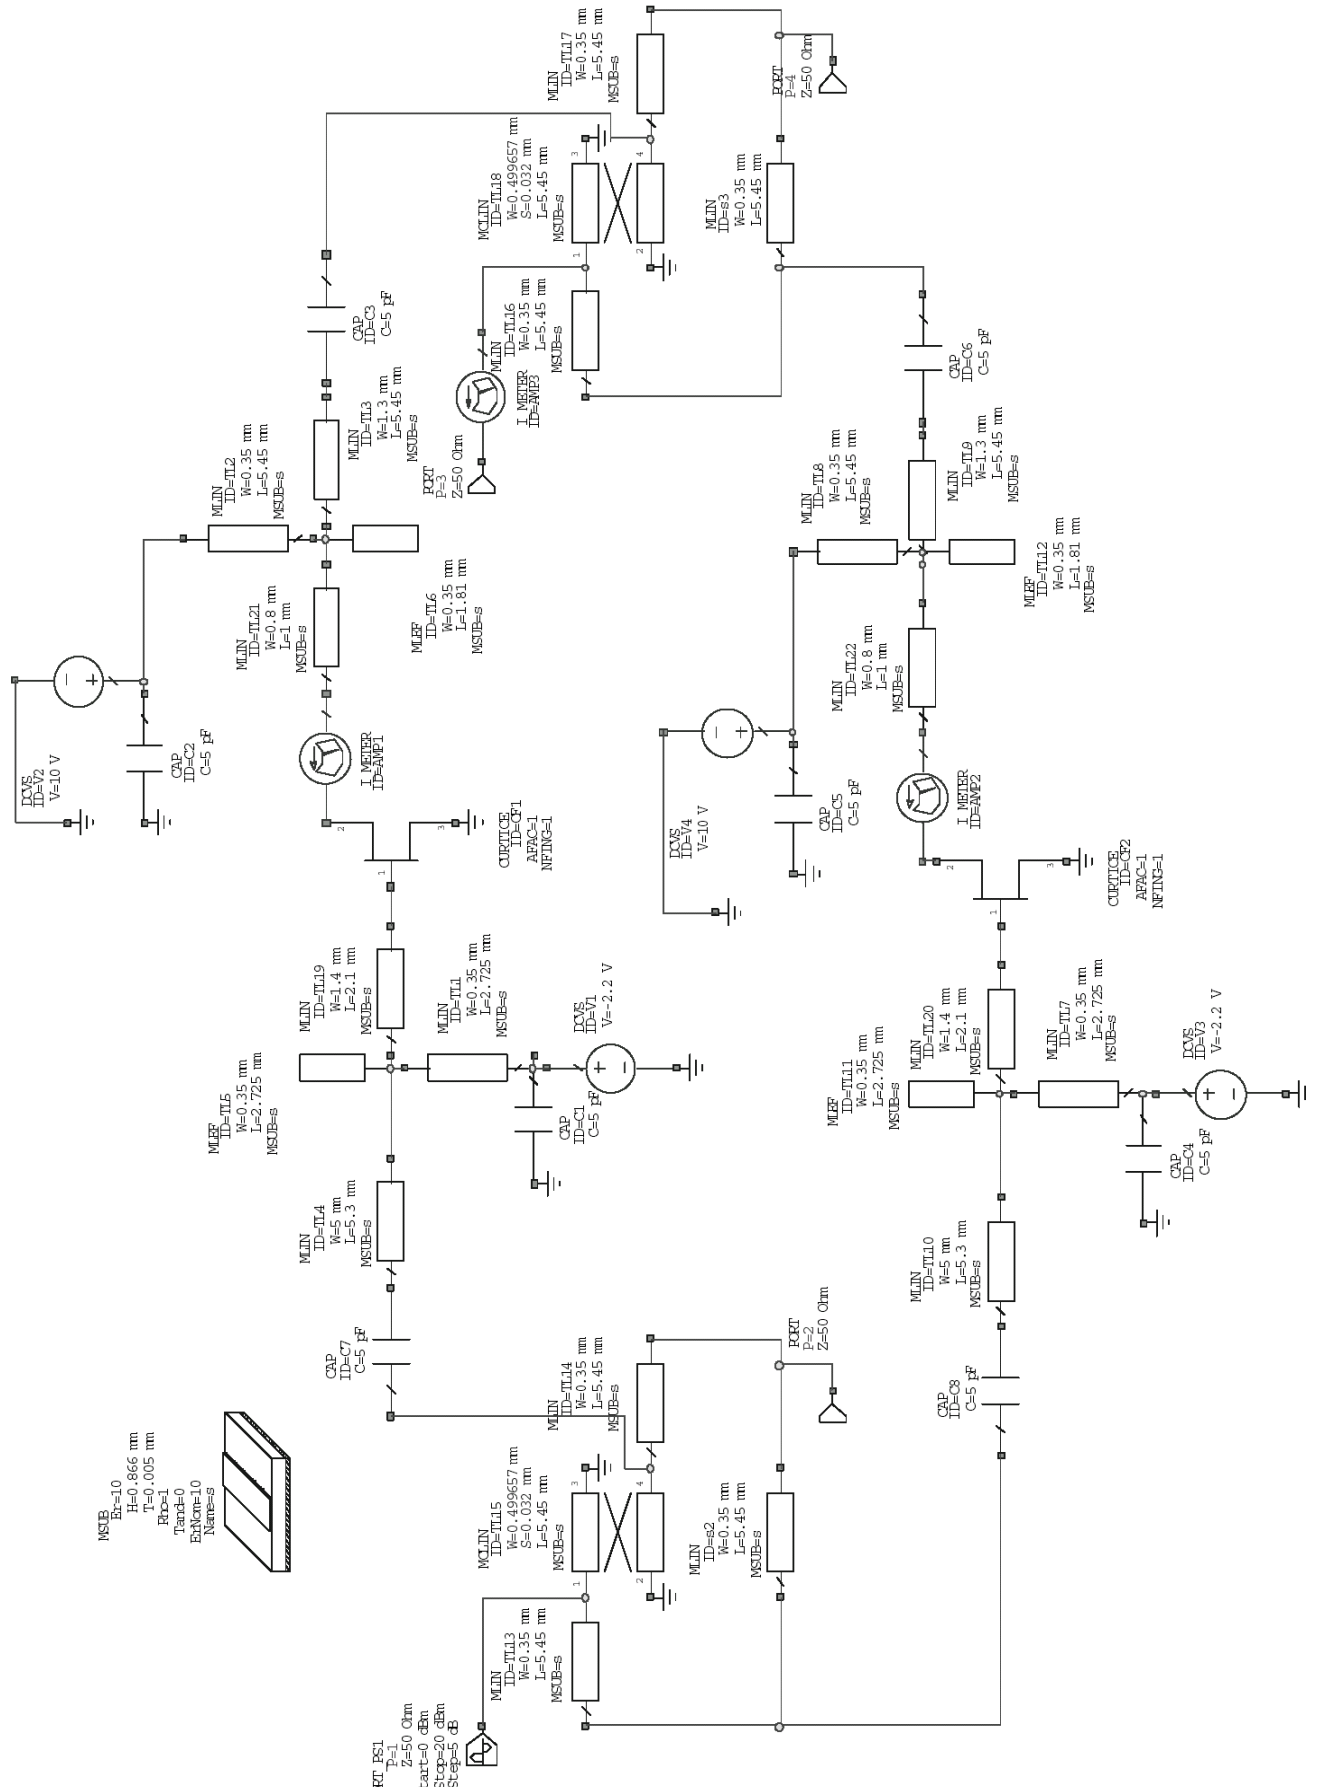 MSUB
Er=10
H=0.866 mm
T=0.005 mm
Rho=1
Tand=0
ErNom=10
Name=s
RT_PS1
P=1
Z=50 Ohm
tart=0 dBm
Stop=20 dBm
Step=5 dB
MLIN
ID=TL13
W=0.35 mm
L=5.45 mm
MSUB=s
MCLIN
ID=TL15
W=0.499657 mm
S=0.032 mm
L=5.45 mm
MSUB=s
1
2
3
4
MLIN
ID=TL14
W=0.35 mm
L=5.45 mm
MSUB=s
MLIN
ID=s2
W=0.35 mm
L=5.45 mm
MSUB=s
PORT
P=2
Z=50 Ohm
CAP
ID=C7
C=5 pF
MLIN
ID=TL4
W=5 mm
L=5.3 mm
MSUB=s
MLEF
ID=TL5
W=0.35 mm
L=2.725 mm
MSUB=s
MLIN
ID=TL19
W=1.4 mm
L=2.1 mm
MSUB=s
MLIN
ID=TL1
W=0.35 mm
L=2.725 mm
MSUB=s
CAP
ID=C1
C=5 pF
DCVS
ID=V1
V=-2.2 V
CURTICE
ID=CF1
AFAC=1
NFING=1
1
2
3
I_METER
ID=AMP1
DCVS
ID=V2
V=10 V
CAP
ID=C2
C=5 pF
MLIN
ID=TL21
W=0.8 mm
L=1 mm
MSUB=s
MLEF
ID=TL6
W=0.35 mm
L=1.81 mm
MSUB=s
MLIN
ID=TL2
W=0.35 mm
L=5.45 mm
MSUB=s
MLIN
ID=TL3
W=1.3 mm
L=5.45 mm
MSUB=s
CAP
ID=C3
C=5 pF
PORT
P=3
Z=50 Ohm
I_METER
ID=AMP3
MLIN
ID=TL16
W=0.35 mm
L=5.45 mm
MSUB=s
MCLIN
ID=TL18
W=0.499657 mm
S=0.032 mm
L=5.45 mm
MSUB=s
1
2
3
4
MLIN
ID=TL17
W=0.35 mm
L=5.45 mm
MSUB=s
MLIN
ID=s3
W=0.35 mm
L=5.45 mm
MSUB=s
PORT
P=4
Z=50 Ohm
CAP
ID=C8
C=5 pF
MLIN
ID=TL10
W=5 mm
L=5.3 mm
MSUB=s
MLEF
ID=TL11
W=0.35 mm
L=2.725 mm
MSUB=s
MLIN
ID=TL20
W=1.4 mm
L=2.1 mm
MSUB=s
MLIN
ID=TL7
W=0.35 mm
L=2.725 mm
MSUB=s
CAP
ID=C4
C=5 pF
DCVS
ID=V3
V=-2.2 V
CURTICE
ID=CF2
AFAC=1
NFING=1
1
2
3
I_METER
ID=AMP2
DCVS
ID=V4
V=10 V
CAP
ID=C5
C=5 pF
MLIN
ID=TL22
W=0.8 mm
L=1 mm
MSUB=s
MLEF
ID=TL12
W=0.35 mm
L=1.81 mm
MSUB=s
MLIN
ID=TL8
W=0.35 mm
L=5.45 mm
MSUB=s
MLIN
ID=TL9
W=1.3 mm
L=5.45 mm
MSUB=s
CAP
ID=C6
C=5 pF